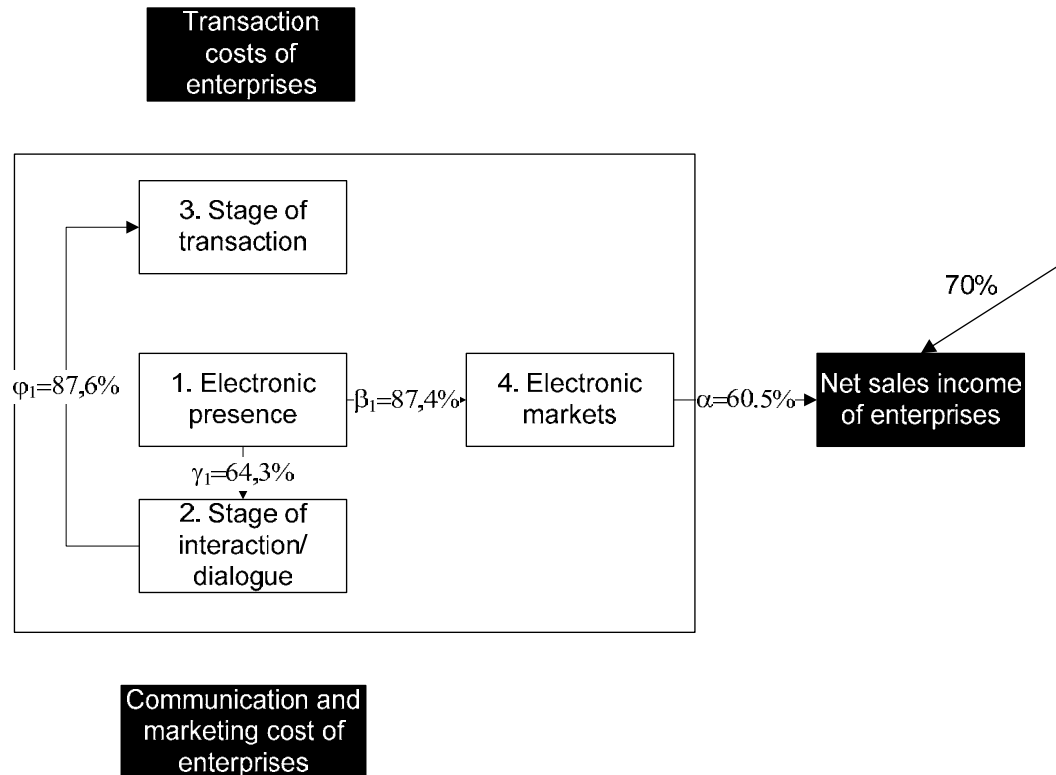 Transaction
costs of
enterprises
3. Stage of
transaction
70%
φ₁=87,6%
1. Electronic
presence
β₁=87,4%
4. Electronic
markets
α=60.5%
Net sales income
of enterprises
γ₁=64,3%
2. Stage of
interaction/
dialogue
Communication and
marketing cost of
enterprises